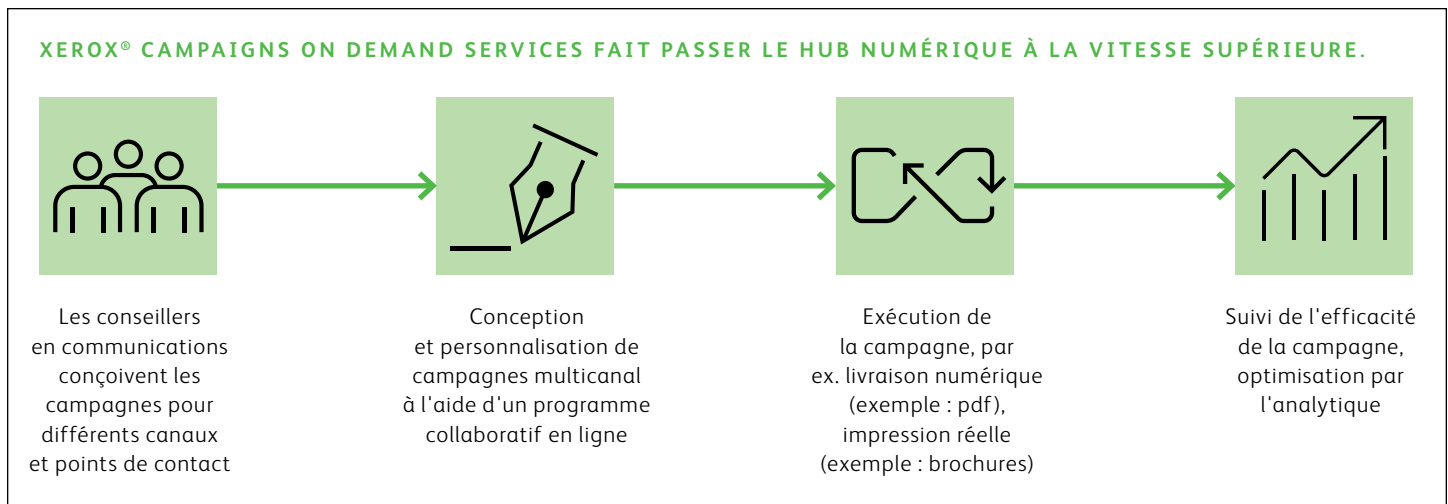 XEROX® CAMPAIGNS ON DEMAND SERVICES FAIT PASSER LE HUB NUMÉRIQUE À LA VITESSE SUPÉRIEURE.
Les conseillers
en communications
conçoivent les
campagnes pour
différents canaux
et points de contact
Conception
et personnalisation de
campagnes multicanal
à l'aide d'un programme
collaboratif en ligne
Exécution de
la campagne, par
ex. livraison numérique
(exemple : pdf),
impression réelle
(exemple : brochures)
Suivi de l'efficacité
de la campagne,
optimisation par
l'analytique